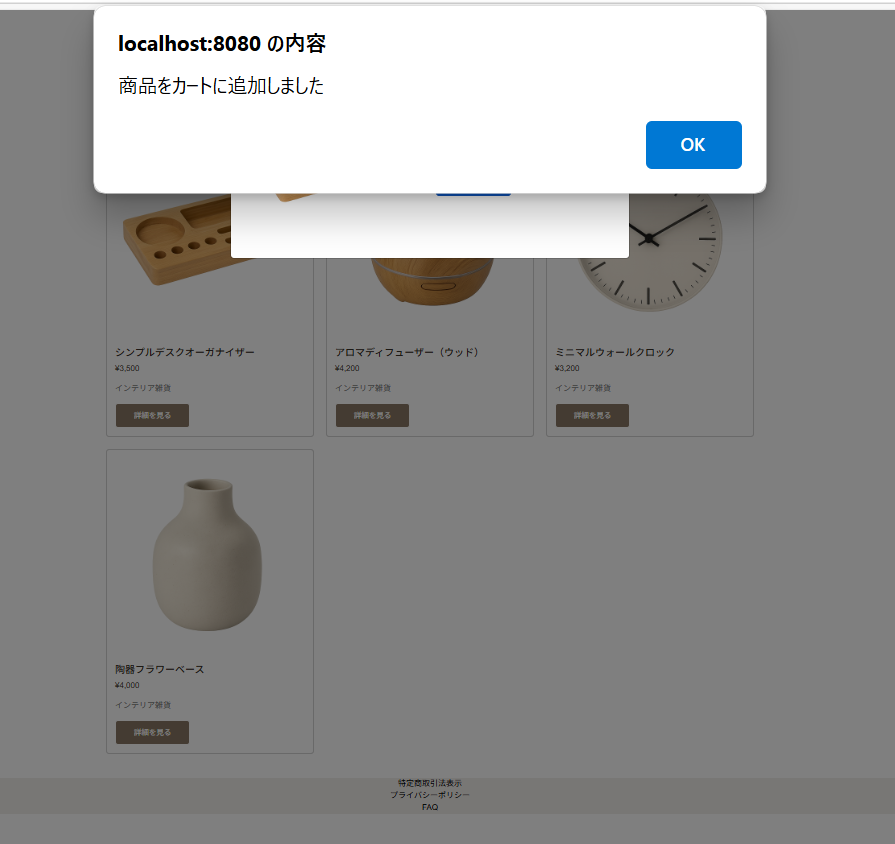 localhost:8080 の内容
商品をカートに追加しました
OK
シンプルデスクオーガナイザー
¥3,500
インテリア雑貨
詳細を見る
アロマディフューザー（ウッド）
¥4,200
インテリア雑貨
詳細を見る
ミニマルウォールクロック
¥3,200
インテリア雑貨
詳細を見る
陶器フラワーベース
¥4,000
インテリア雑貨
詳細を見る
特定商取引法表示
プライバシーポリシー
FAQ